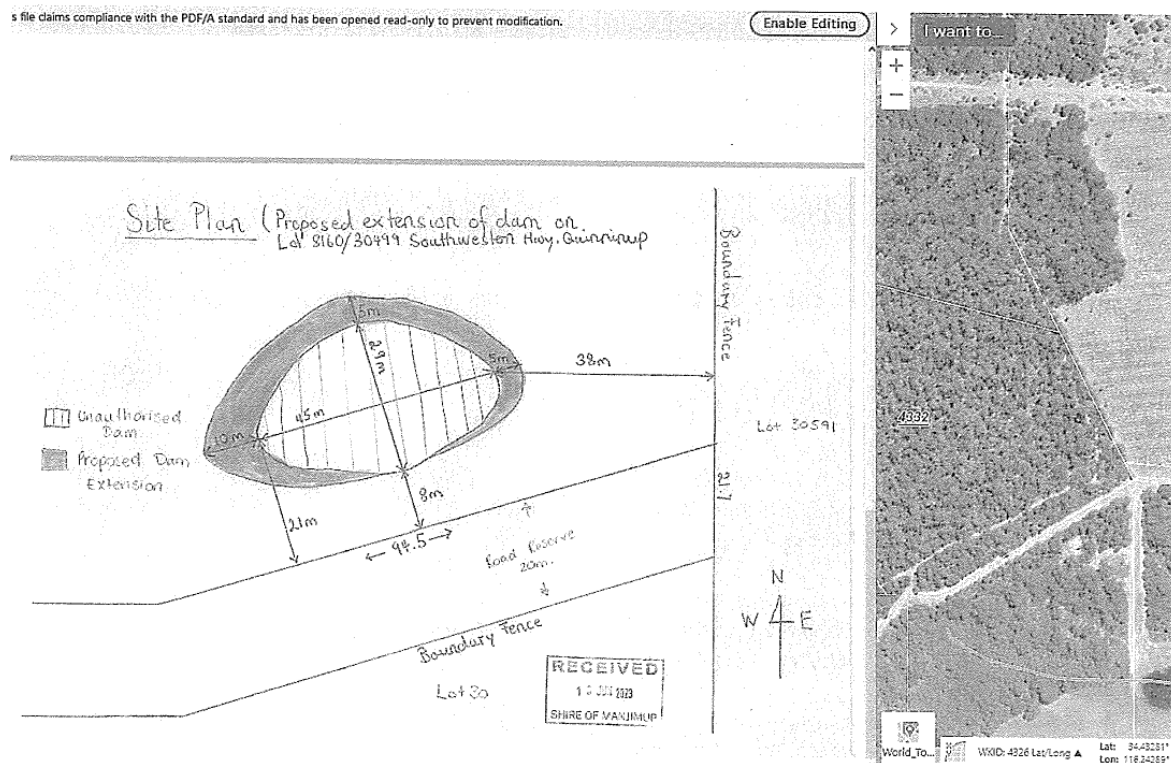 s file claims compliance with the PDF/A standard and has been opened read-only to prevent modification.
Enable Editing
I want to...
+
−
Site Plan (Proposed extension of dam on
Lot 8160/30499 Southwestern Hwy, Quinninup
Boundary Fence
5m
29m
5m
38m
45m
10m
Unauthorised
Dam
Proposed Dam
Extension
Lot 30591
21m
8m
21.7
← 94.5 →
Road Reserve
20m.
Boundary Fence
Lot 30
N
W E
RECEIVED
JUN 2023
SHIRE OF MANJIMUP
4332
World_To...
WKID: 4326 Lat/Long ▲
Lat:
Lon: